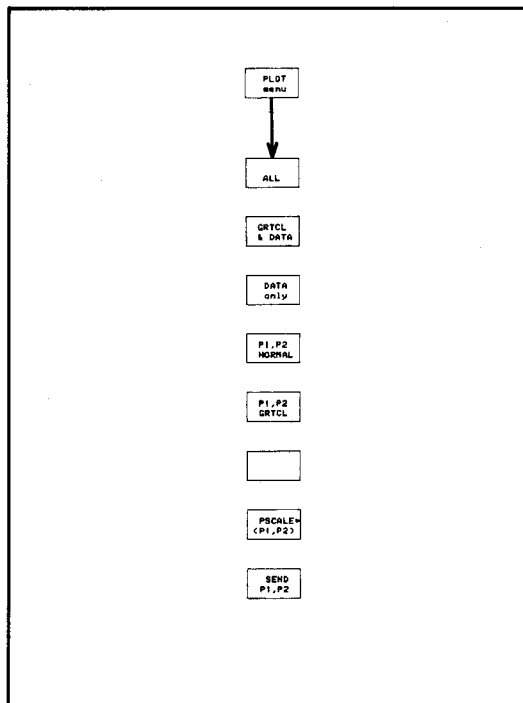 PLOT
menu
ALL
GRTCL
& DATA
DATA
only
P1,P2
NORMAL
P1,P2
GRTCL
PSCALE
(P1,P2)
SEND
P1,P2